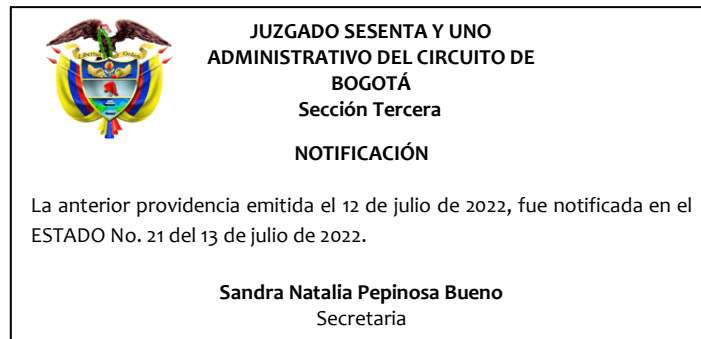 JUZGADO SESENTA Y UNO
ADMINISTRATIVO DEL CIRCUITO DE
BOGOTÁ
Sección Tercera
NOTIFICACIÓN
La anterior providencia emitida el 12 de julio de 2022, fue notificada en el
ESTADO No. 21 del 13 de julio de 2022.
Sandra Natalia Pepinosa Bueno
Secretaria